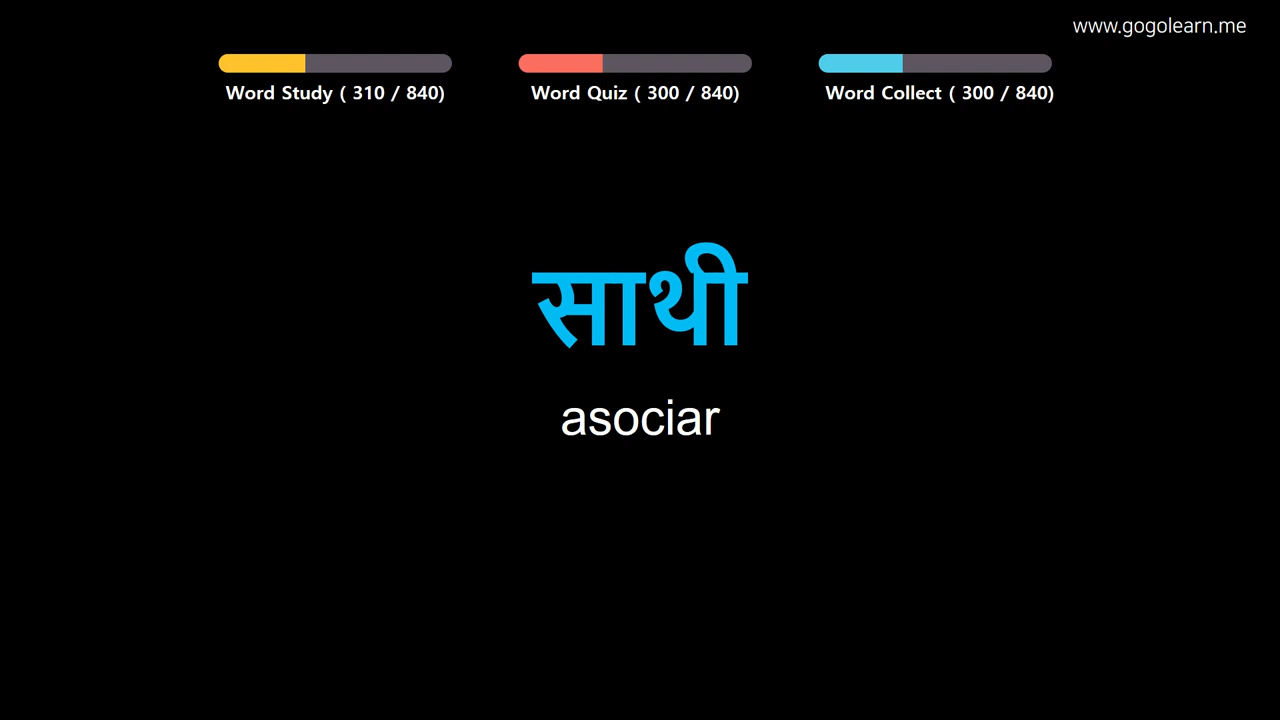 www.gogolearn.me
Word Study ( 310 / 840)
Word Quiz ( 300 / 840)
Word Collect ( 300 / 840)
साथी
asociar